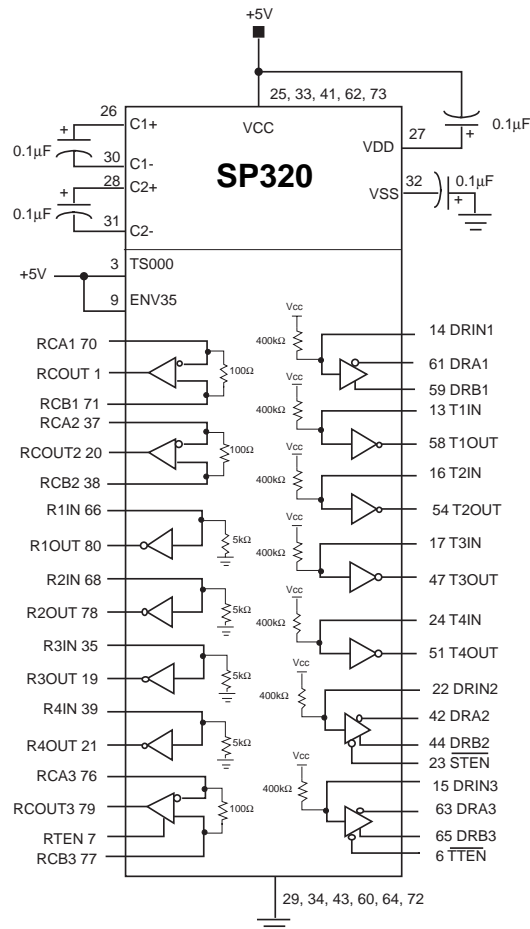 +5V
25, 33, 41, 62, 73
26
C1+
VCC
+
0.1µF
30
C1-
28
C2+
+
0.1µF
31
C2-
SP320
VDD
27
+
0.1µF
VSS
32
0.1µF
+
+5V
3
TS000
9
ENV35
RCA1 70
RCOUT 1
100Ω
RCB1 71
RCA2 37
RCOUT2 20
100Ω
RCB2 38
R1IN 66
R1OUT 80
5kΩ
R2IN 68
R2OUT 78
5kΩ
R3IN 35
R3OUT 19
5kΩ
R4IN 39
R4OUT 21
5kΩ
RCA3 76
RCOUT3 79
100Ω
RTEN 7
RCB3 77
Vcc
400kΩ
14 DRIN1
61 DRA1
59 DRB1
Vcc
400kΩ
13 T1IN
58 T1OUT
Vcc
400kΩ
16 T2IN
54 T2OUT
Vcc
400kΩ
17 T3IN
47 T3OUT
Vcc
400kΩ
24 T4IN
51 T4OUT
Vcc
400kΩ
22 DRIN2
42 DRA2
44 DRB2
23 STEN
Vcc
400kΩ
15 DRIN3
63 DRA3
65 DRB3
6 TTEN
29, 34, 43, 60, 64, 72